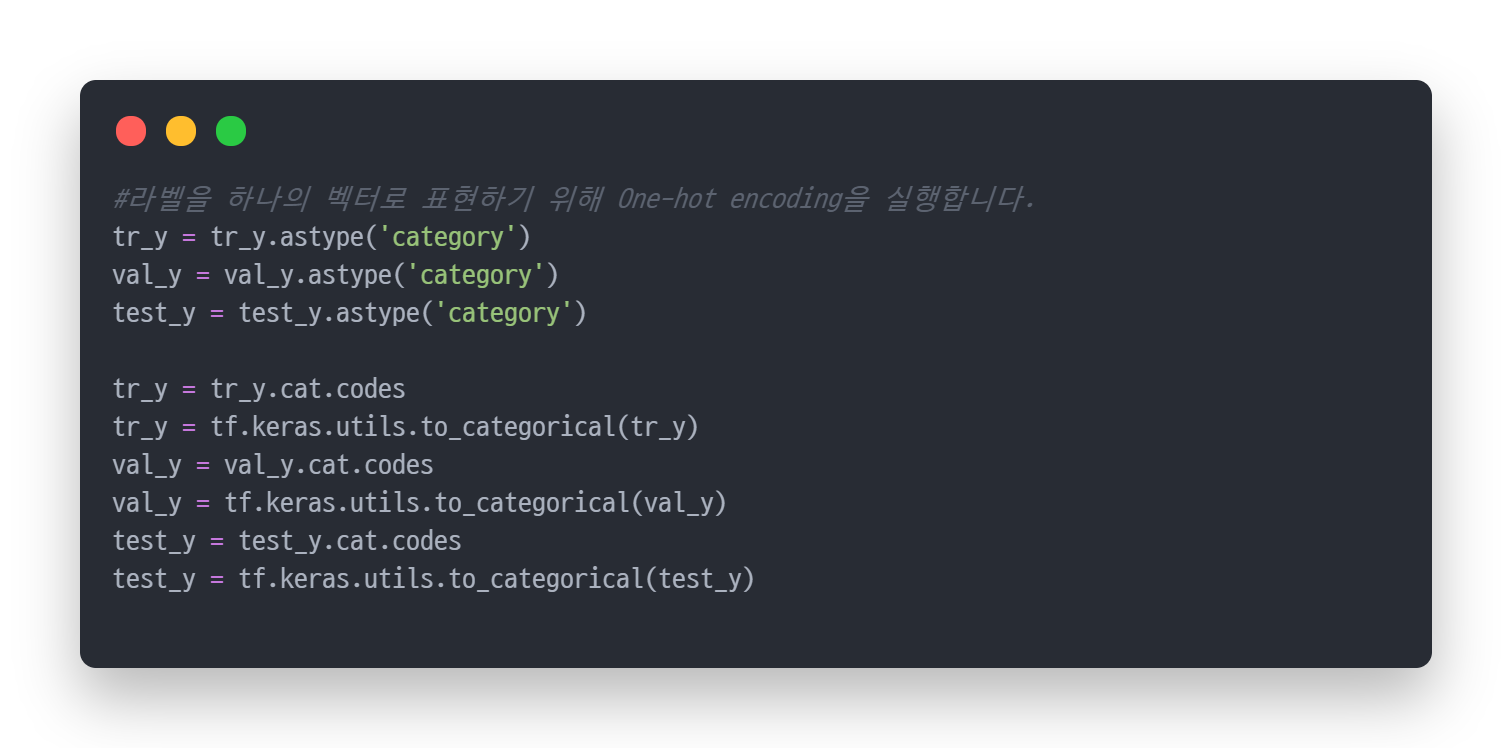 #라벨을 하나의 벡터로 표현하기 위해 One-hot encoding을 실행합니다.
tr_y = tr_y.astype('category')
val_y = val_y.astype('category')
test_y = test_y.astype('category')
tr_y = tr_y.cat.codes
tr_y = tf.keras.utils.to_categorical(tr_y)
val_y = val_y.cat.codes
val_y = tf.keras.utils.to_categorical(val_y)
test_y = test_y.cat.codes
test_y = tf.keras.utils.to_categorical(test_y)